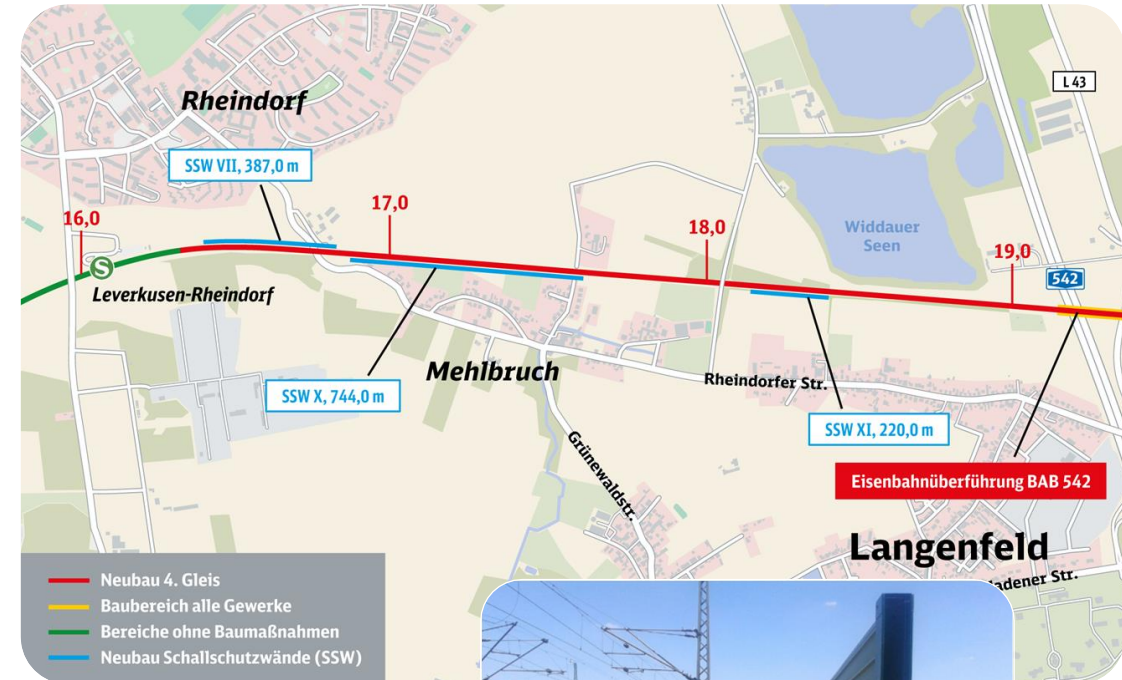 L 43
Rheindorf
SSW VII, 387,0 m
16,0
17,0
18,0
Widdauer
Seen
19,0
542
S
Leverkusen-Rheindorf
Mehlbruch
SSW X, 744,0 m
Rheindorfer Str.
SSW XI, 220,0 m
Grünewaldstr.
Eisenbahnüberführung BAB 542
Langenfeld
adener Str.
Neubau 4. Gleis
Baubereich alle Gewerke
Bereiche ohne Baumaßnahmen
Neubau Schallschutzwände (SSW)